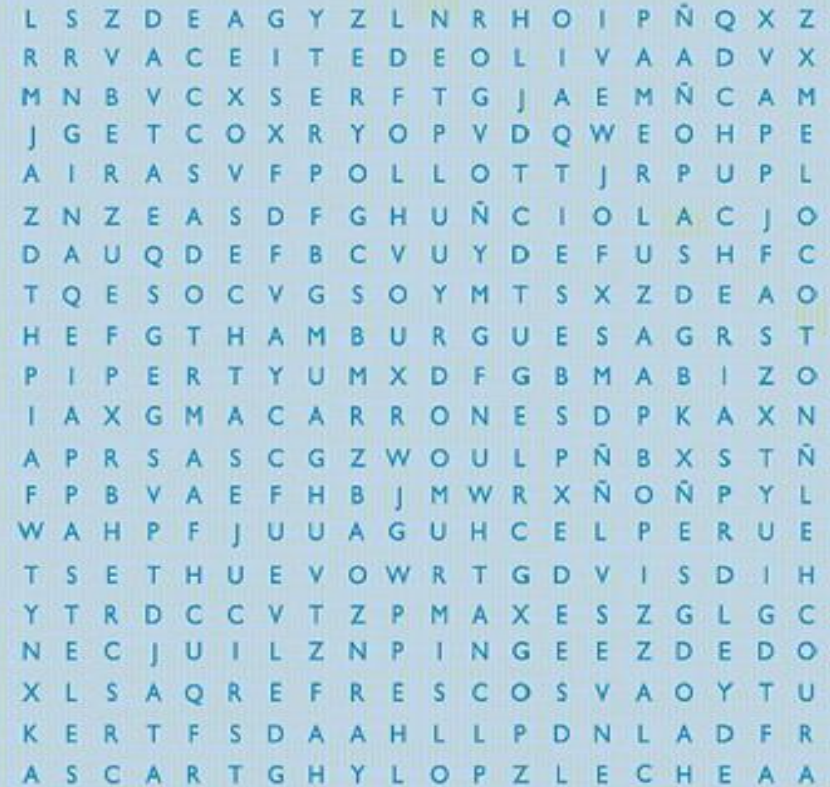 L S Z D E A G Y Z L N R H O I P Ñ Q X Z
R R V A C E I T E D E O L I V A A D V X
M N B V C X S E R F T G J A E M Ñ C A M
J G E T C O X R Y O P V D Q W E O H P E
A I R A S V F P O L L O T T J R P U P L
Z N Z E A S D F G H U Ñ C I O L A C J O
D A U Q D E F B C V U Y D E F U S H F C
T Q E S O C V G S O Y M T S X Z D E A O
H E F G T H A M B U R G U E S A G R S T
P I P E R T Y U M X D F G B M A B I Z O
I A X G M A C A R R O N E S D P K A X N
A P R S A S C G Z W O U L P Ñ B X S T Ñ
F P B V A E F H B J M W R X Ñ O Ñ P Y L
W A H P F J U U A G U H C E L P E R U E
T S E T H U E V O W R T G D V I S D I H
Y T R D C C V T Z P M A X E S Z G L G C
N E C J U I L Z N P I N G E E Z D E D O
X L S A Q R E F R E S C O S V A O Y T U
K E R T F S D A A H L L P D N L A D F R
A S C A R T G H Y L O P Z L E C H E A A